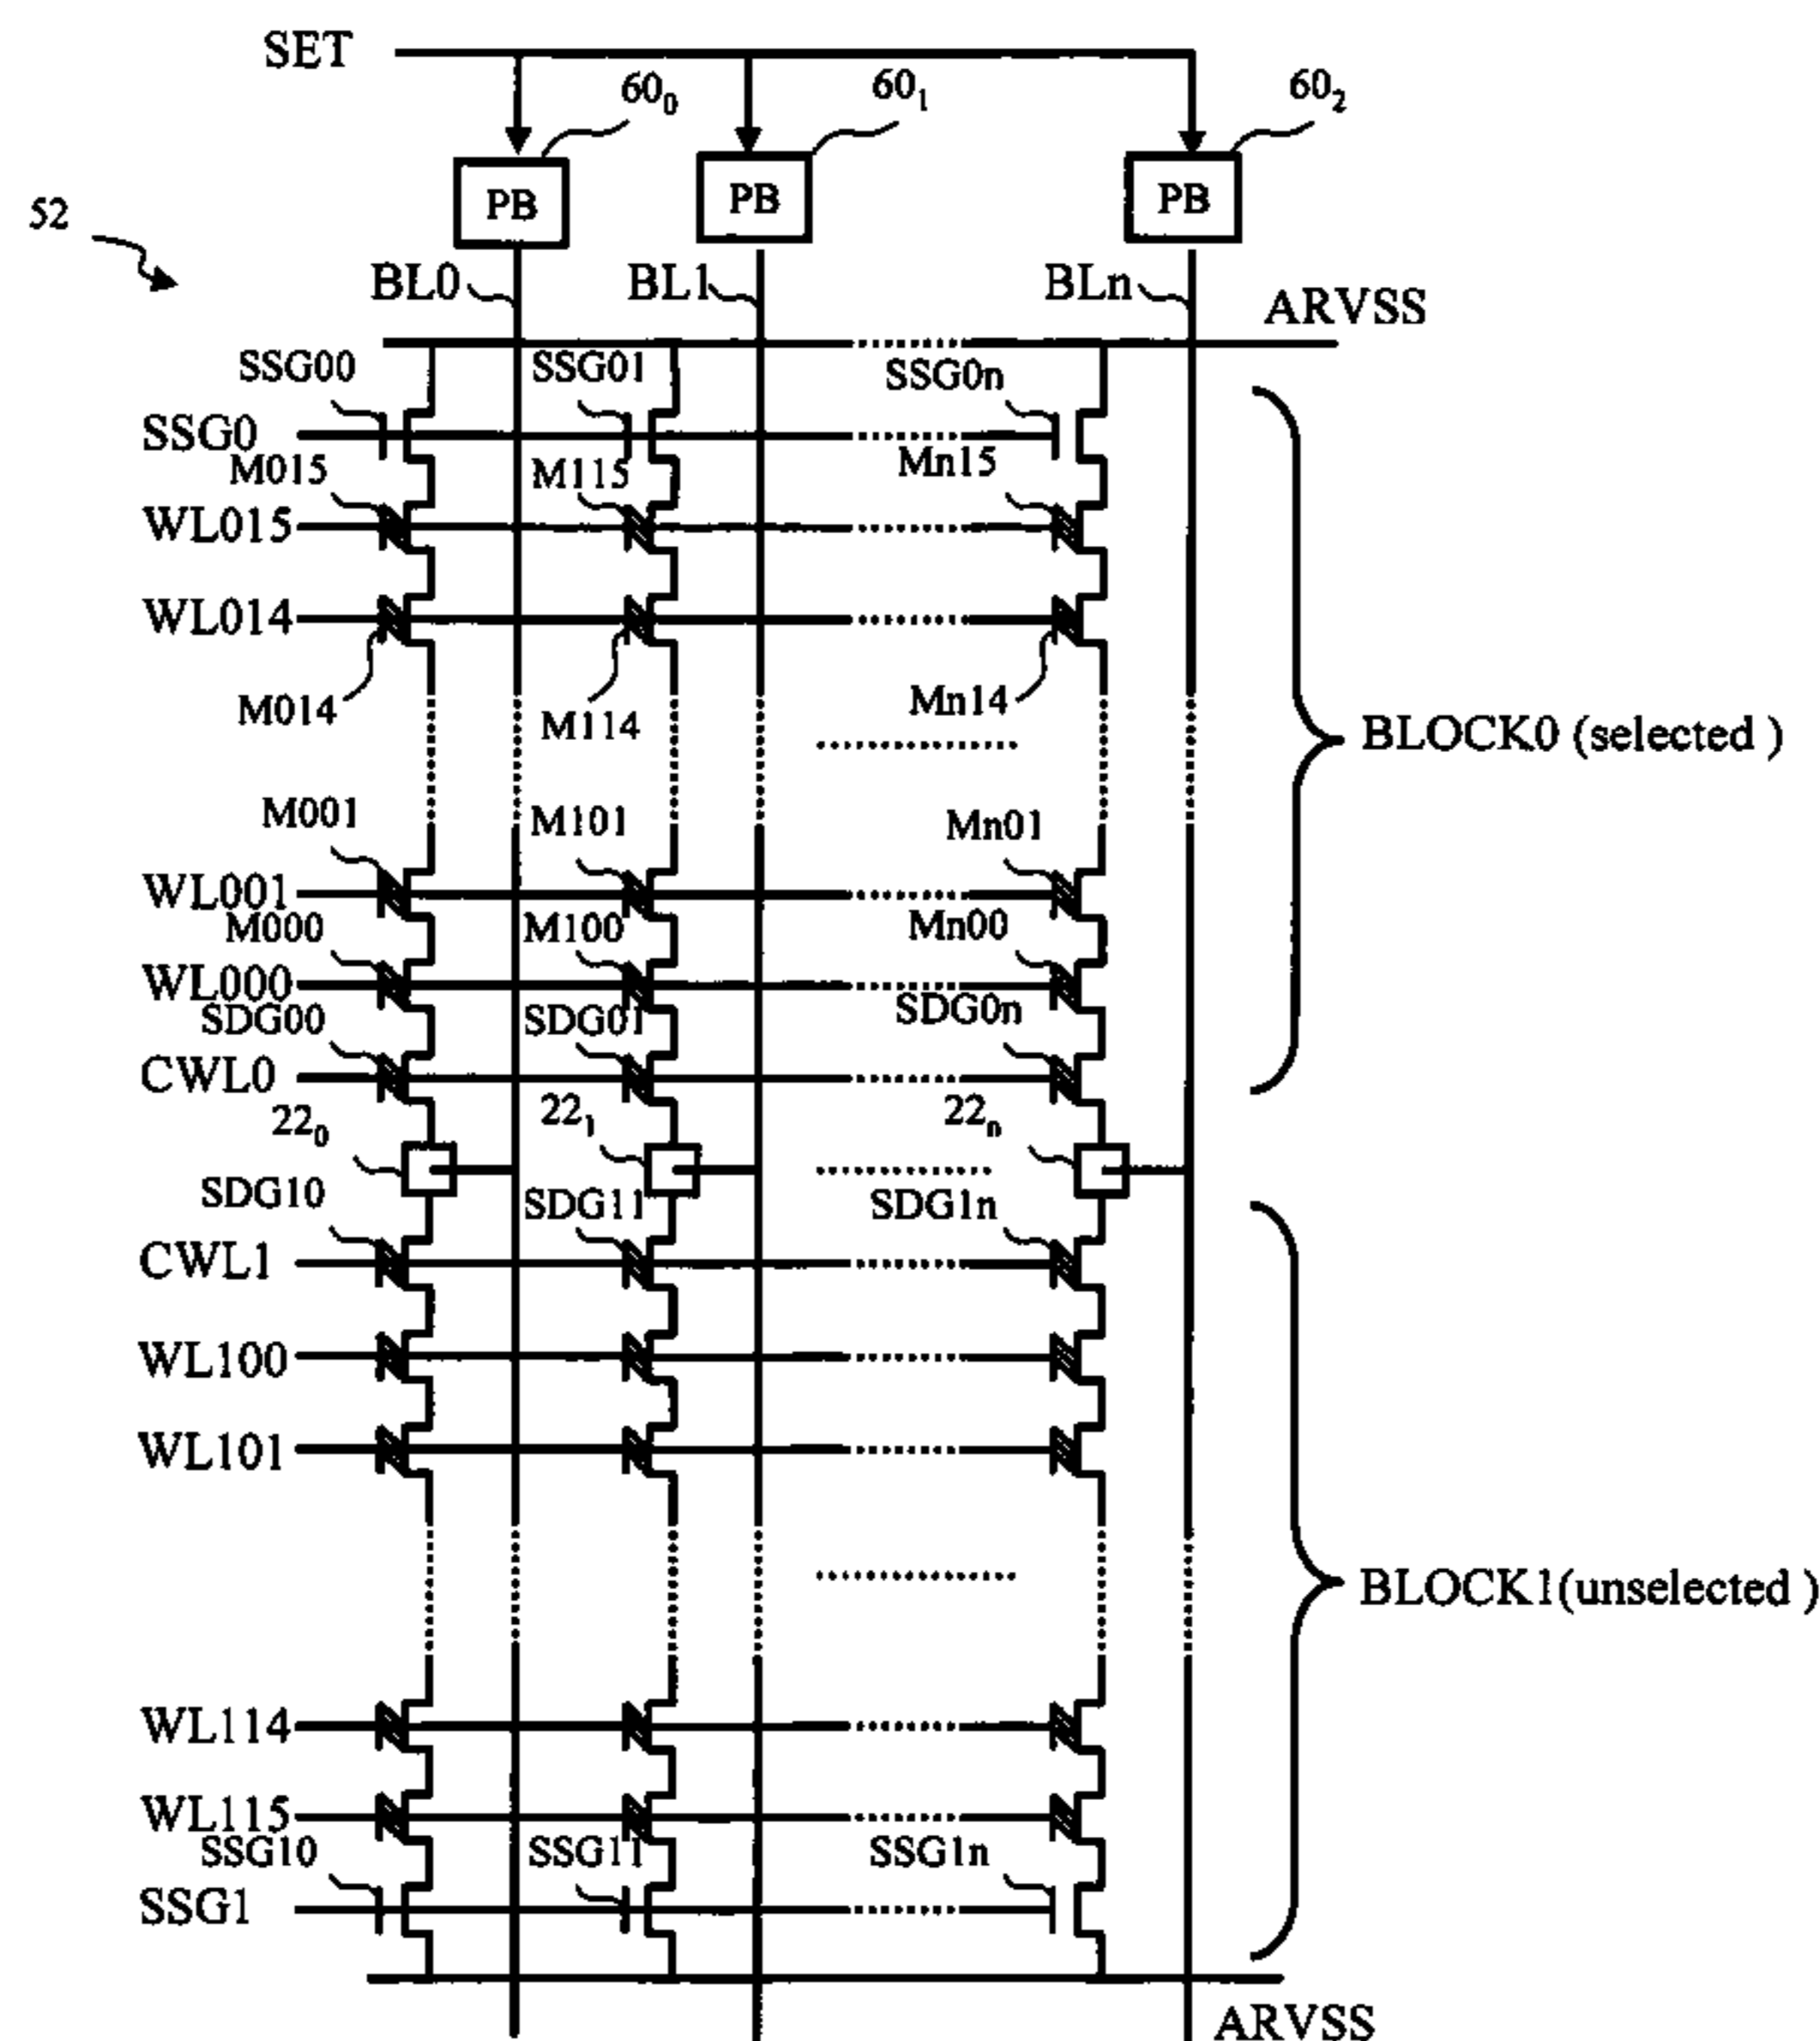 SET
60₀
60₁
60₂
PB
PB
PB
52
BL0
BL1
BLn
ARVSS
SSG00
SSG01
SSG0n
SSG0
M015
M115
Mn15
WL015
WL014
M014
M114
Mn14
BLOCK0 (selected )
M001
M101
Mn01
WL001
M000
M100
Mn00
WL000
SDG00
SDG01
SDG0n
CWL0
22₀
22₁
22ₙ
SDG10
SDG11
SDG1n
CWL1
WL100
WL101
BLOCK1(unselected )
WL114
WL115
SSG10
SSG11
SSG1n
SSG1
ARVSS